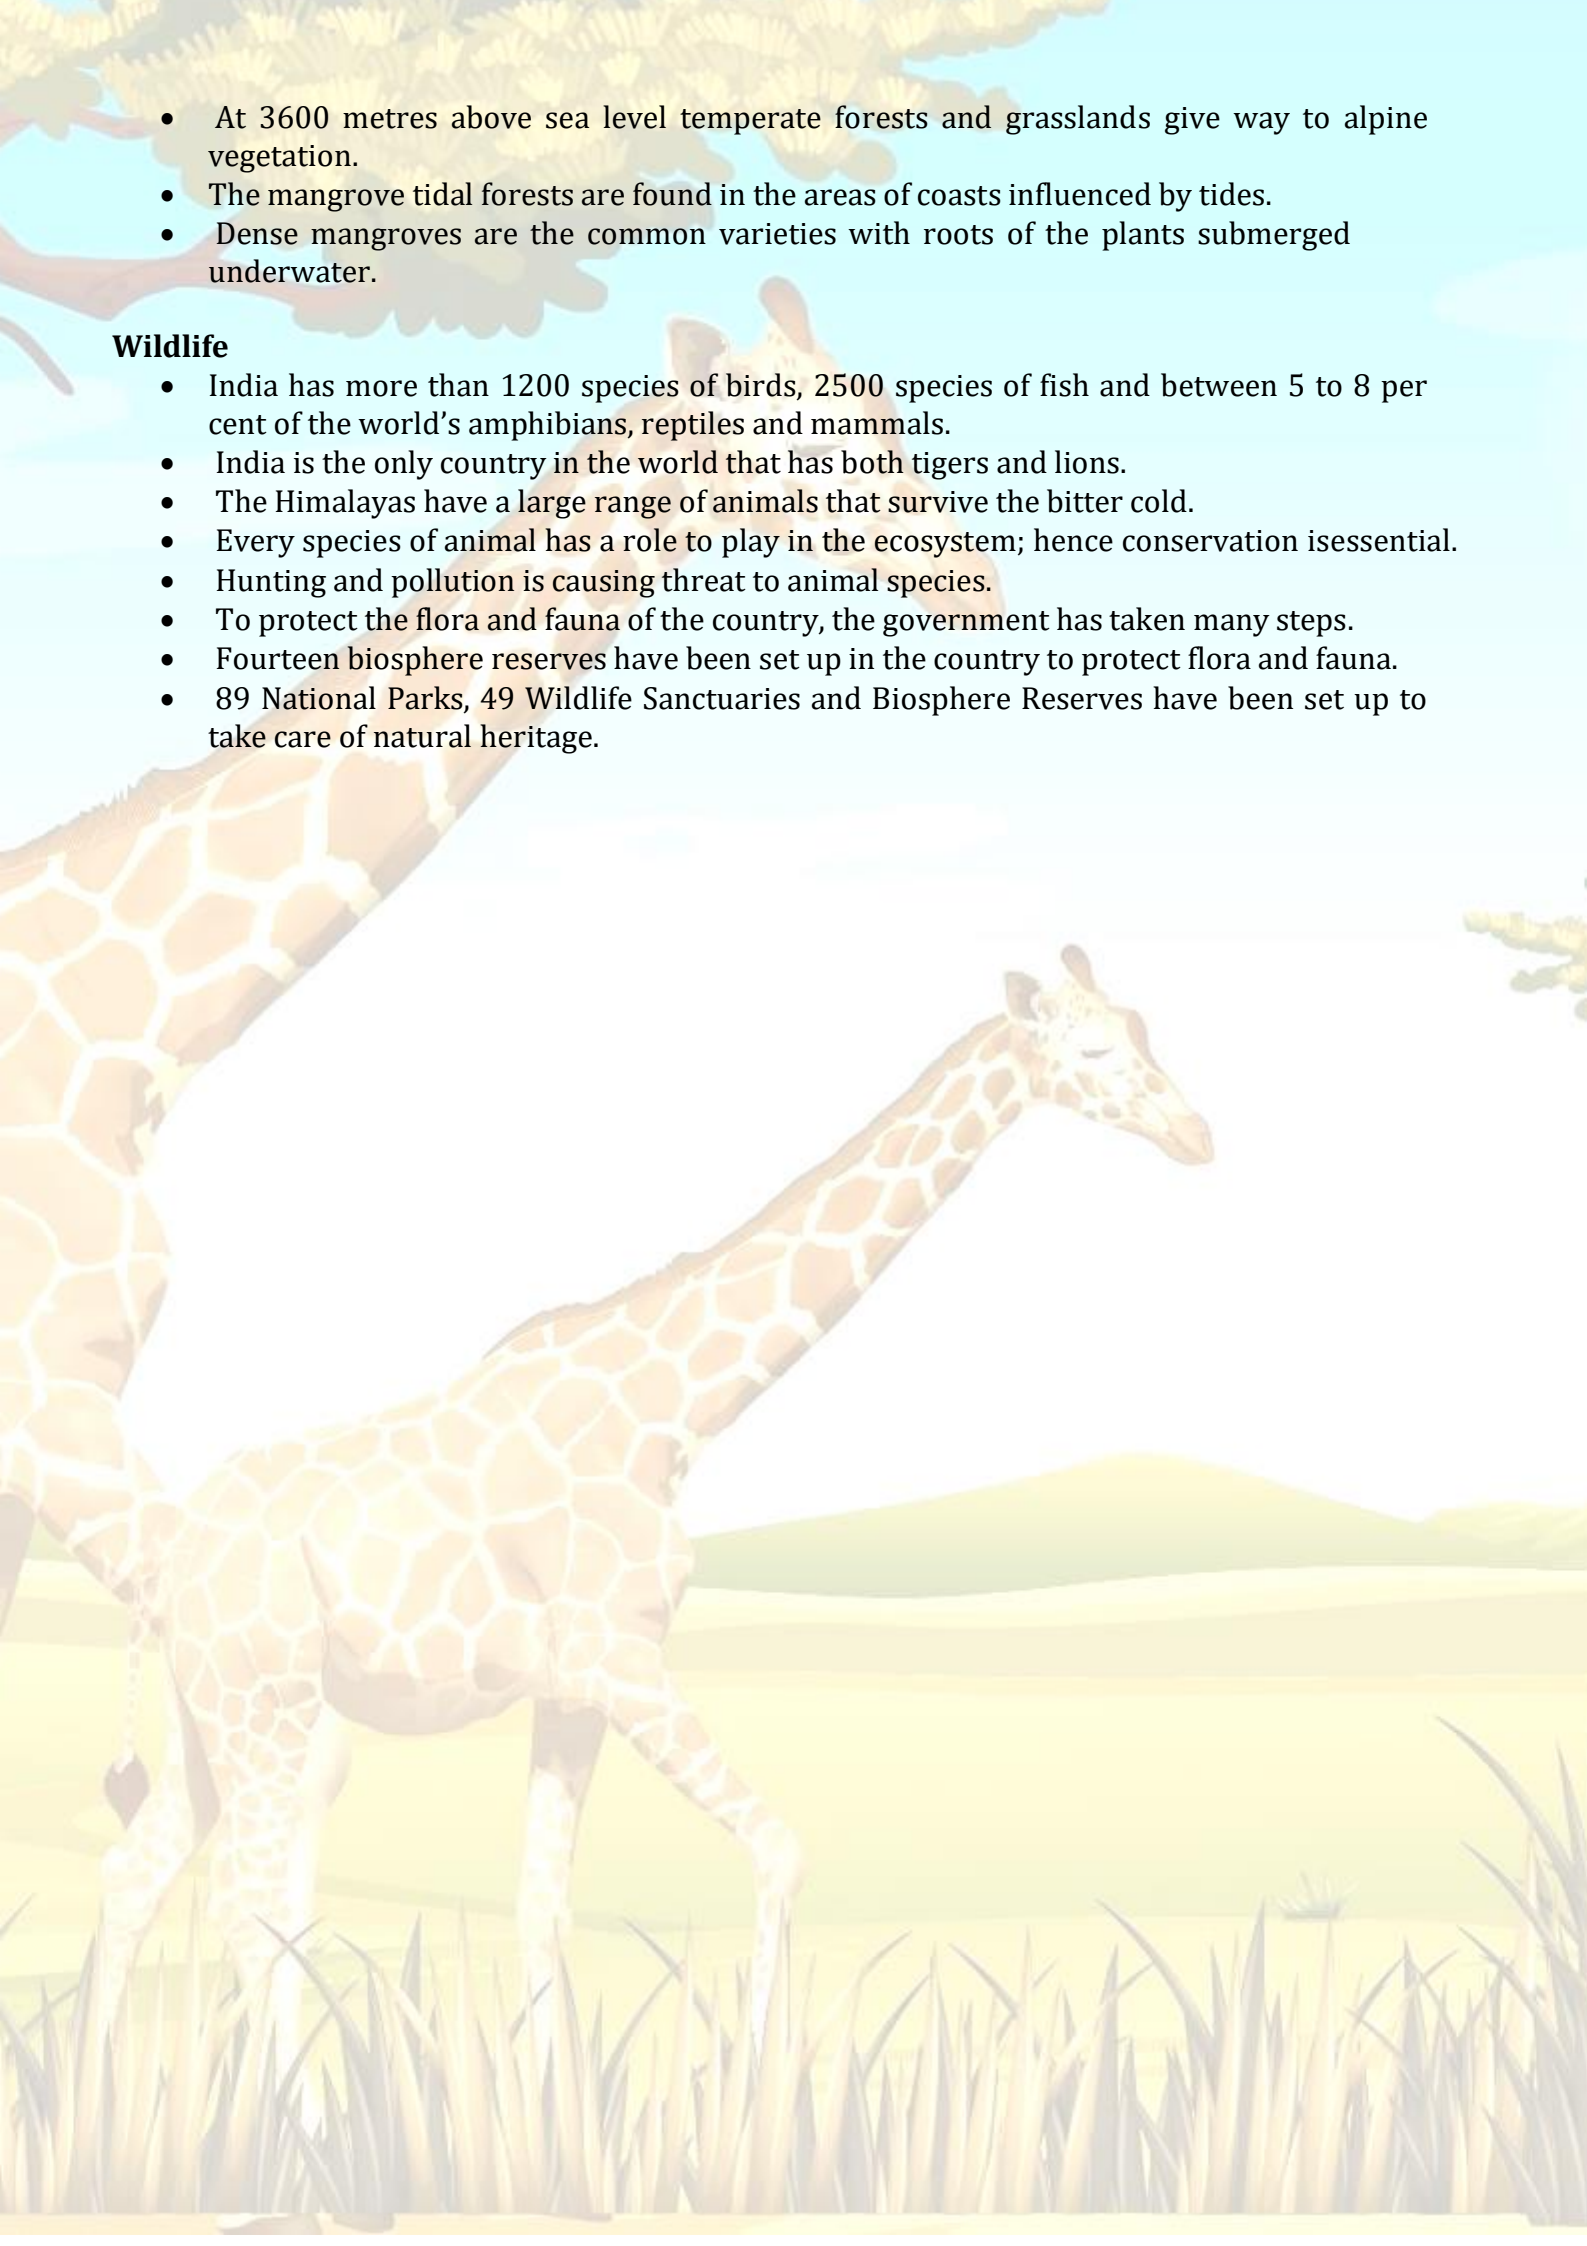 • At 3600 metres above sea level temperate forests and grasslands give way to alpine
vegetation.
• The mangrove tidal forests are found in the areas of coasts influenced by tides.
• Dense mangroves are the common varieties with roots of the plants submerged
underwater.
Wildlife
• India has more than 1200 species of birds, 2500 species of fish and between 5 to 8 per
cent of the world’s amphibians, reptiles and mammals.
• India is the only country in the world that has both tigers and lions.
• The Himalayas have a large range of animals that survive the bitter cold.
• Every species of animal has a role to play in the ecosystem; hence conservation isessential.
• Hunting and pollution is causing threat to animal species.
• To protect the flora and fauna of the country, the government has taken many steps.
• Fourteen biosphere reserves have been set up in the country to protect flora and fauna.
• 89 National Parks, 49 Wildlife Sanctuaries and Biosphere Reserves have been set up to
take care of natural heritage.